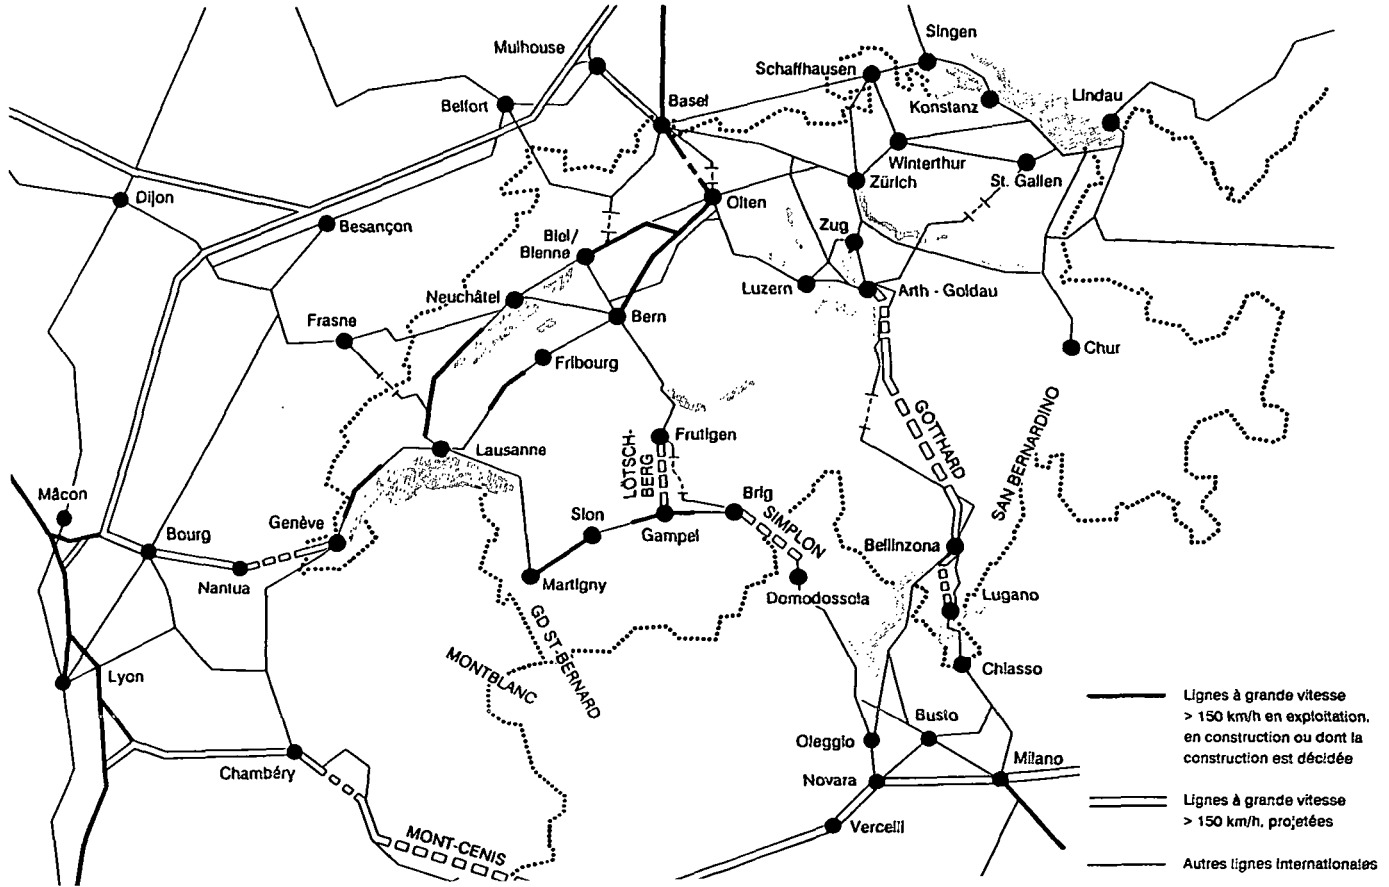 Singen
Mulhouse
Schaffhausen
Belfort
Basel
Konstanz
Lindau
Winterthur
Zürich
St. Gallen
Dijon
Olten
Besançon
Zug
Biel/
Bienne
Luzern
Arth - Goldau
Neuchâtel
Bern
Frasne
Chur
Fribourg
GOTTHARD
SAN BERNARDINO
Lausanne
Frutigen
LÖTSCH-
BERG
Mâcon
Brig
SIMPLON
Bourg
Genève
Sion
Gampel
Bellinzona
Nantua
Martigny
Domodossola
Lugano
GD ST-BERNARD
MONTBLANC
Lyon
Chiasso
Lignes à grande vitesse
> 150 km/h en exploitation,
en construction ou dont la
construction est décidée
Busto
Oleggio
Milano
Chambéry
Novara
Lignes à grande vitesse
> 150 km/h, projetées
Vercelli
MONT-CENIS
Autres lignes internationales